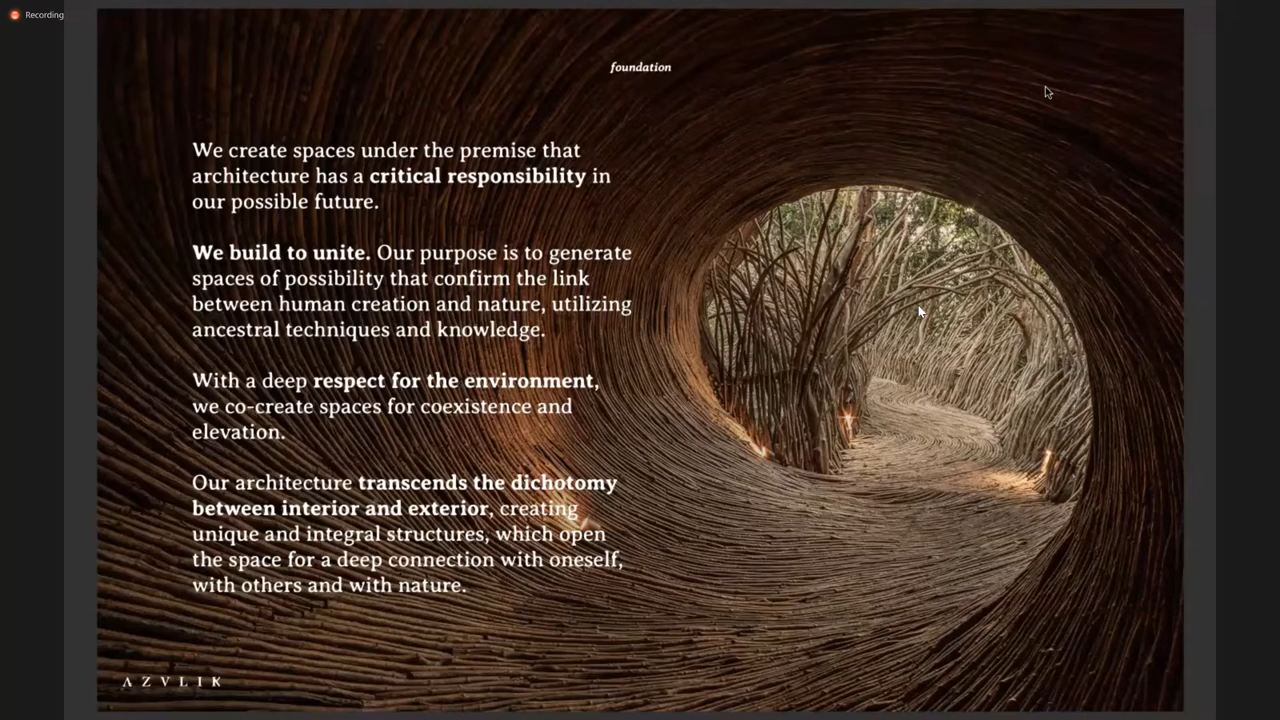 Recording
foundation
We create spaces under the premise that
architecture has a critical responsibility in
our possible future.
We build to unite. Our purpose is to generate
spaces of possibility that confirm the link
between human creation and nature, utilizing
ancestral techniques and knowledge.
With a deep respect for the environment,
we co-create spaces for coexistence and
elevation.
Our architecture transcends the dichotomy
between interior and exterior, creating
unique and integral structures, which open
the space for a deep connection with oneself,
with others and with nature.
AZVLIK